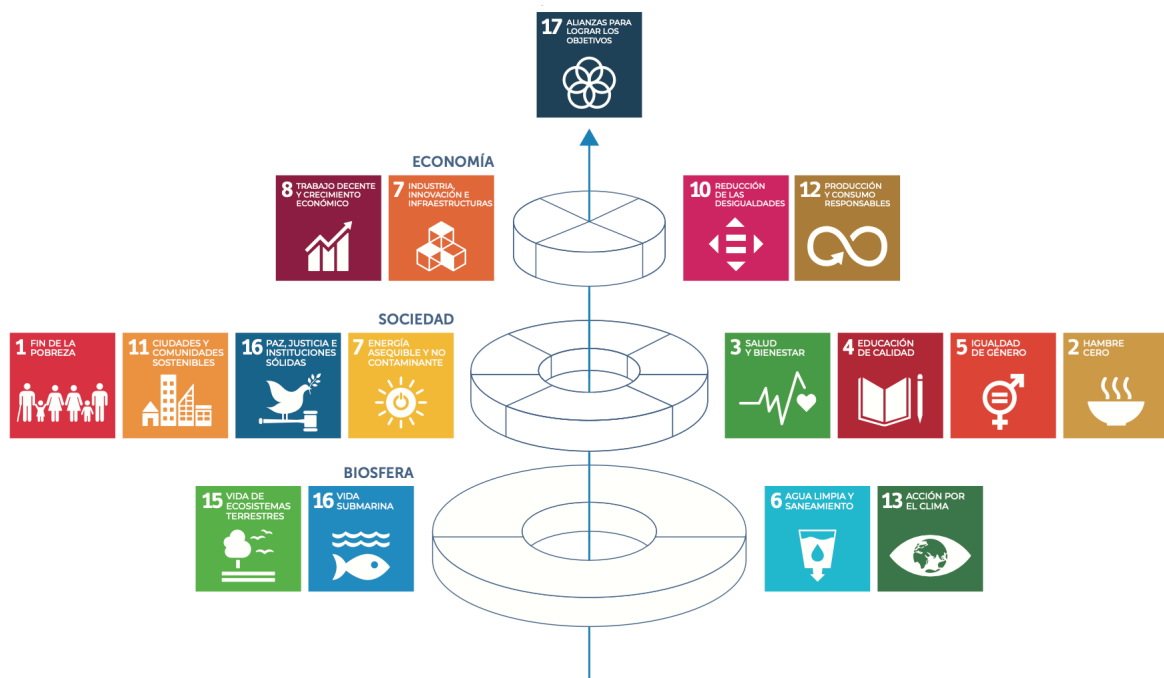 17 ALIANZAS PARA
LOGRAR LOS
OBJETIVOS
ECONOMÍA
8 TRABAJO DECENTE
Y CRECIMIENTO
ECONÓMICO
7 INDUSTRIA,
INNOVACIÓN E
INFRAESTRUCTURAS
10 REDUCCIÓN
DE LAS
DESIGUALDADES
12 PRODUCCIÓN
Y CONSUMO
RESPONSABLES
SOCIEDAD
1 FIN DE LA
POBREZA
11 CIUDADES Y
COMUNIDADES
SOSTENIBLES
16 PAZ, JUSTICIA E
INSTITUCIONES
SÓLIDAS
7 ENERGÍA
ASEQUIBLE Y NO
CONTAMINANTE
3 SALUD
Y BIENESTAR
4 EDUCACIÓN
DE CALIDAD
5 IGUALDAD
DE GÉNERO
2 HAMBRE
CERO
BIOSFERA
15 VIDA DE
ECOSISTEMAS
TERRESTRES
16 VIDA
SUBMARINA
6 AGUA LIMPIA Y
SANEAMIENTO
13 ACCIÓN POR
EL CLIMA